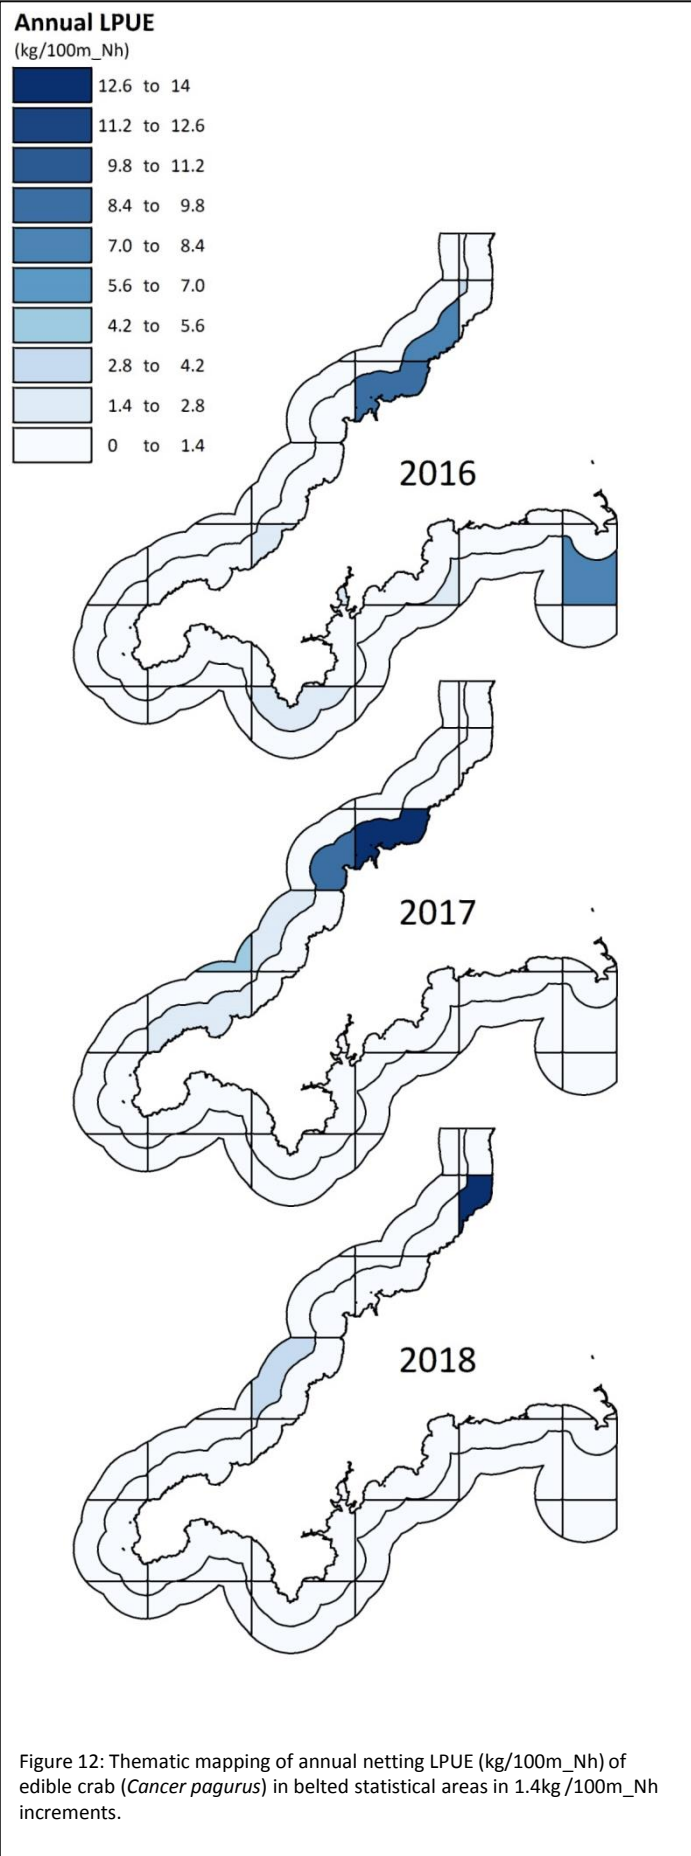 Annual LPUE
(kg/100m_Nh)
12.6 to 14
11.2 to 12.6
9.8 to 11.2
8.4 to 9.8
7.0 to 8.4
5.6 to 7.0
4.2 to 5.6
2.8 to 4.2
1.4 to 2.8
0 to 1.4
2016
2017
2018
Figure 12: Thematic mapping of annual netting LPUE (kg/100m_Nh) of
edible crab (Cancer pagurus) in belted statistical areas in 1.4kg /100m_Nh
increments.